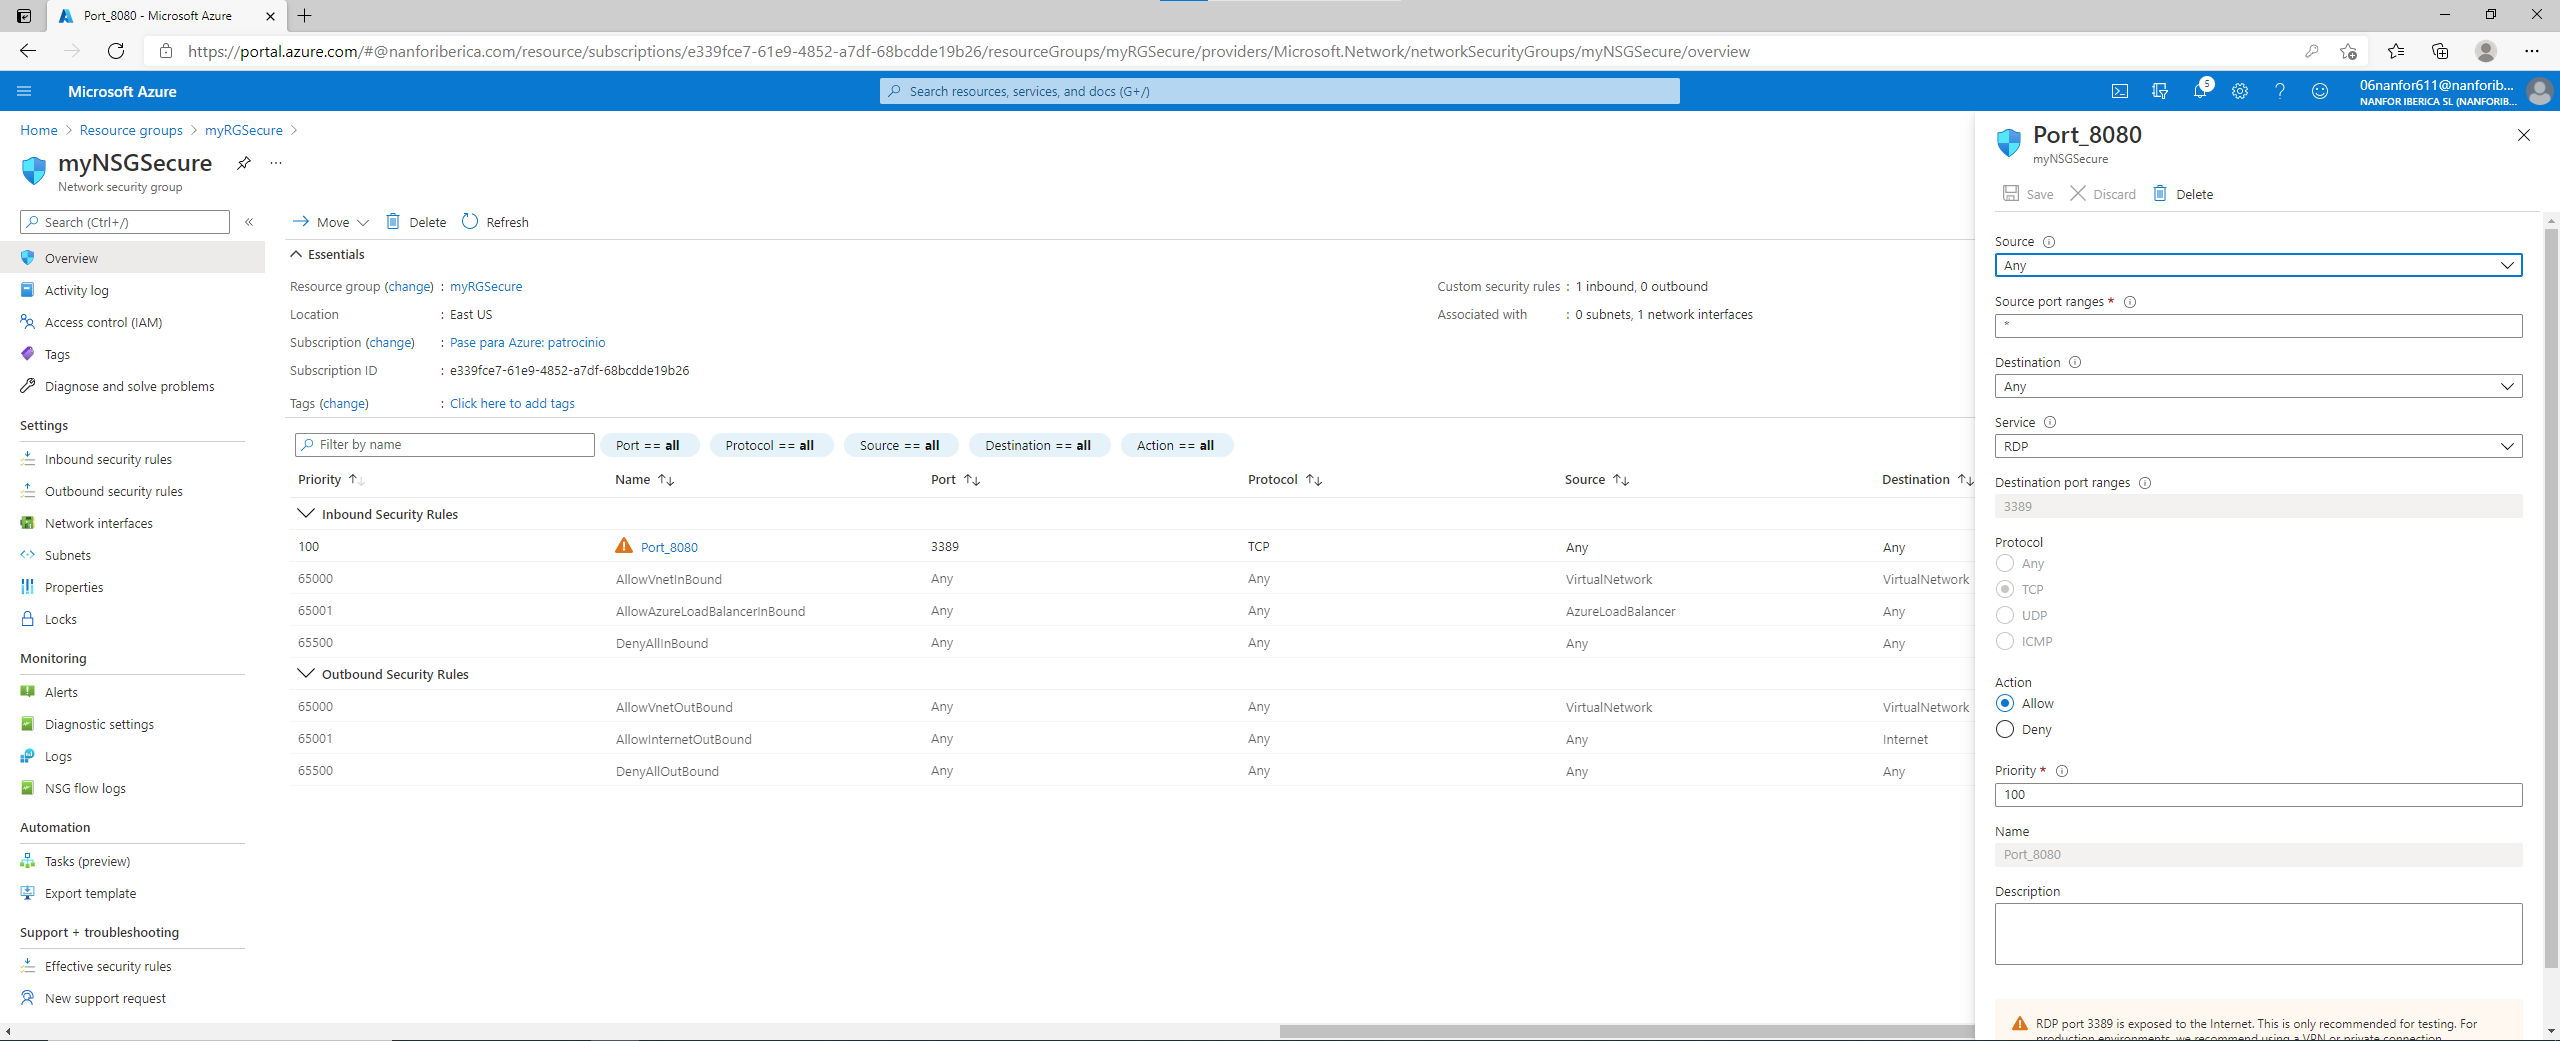 Port_8080 - Microsoft Azure
https://portal.azure.com/#@nanforiberica.com/resource/subscriptions/e339fce7-61e9-4852-a7df-68bcdde19b26/resourceGroups/myRGSecure/providers/Microsoft.Network/networkSecurityGroups/myNSGSecure/overview
Microsoft Azure
Search resources, services, and docs (G+/)
5
06nanfor611@nanforib...
NANFOR IBERICA SL (NANFORIB...
Home > Resource groups > myRGSecure >
myNSGSecure
Network security group
Search (Ctrl+/)
Overview
Activity log
Access control (IAM)
Tags
Diagnose and solve problems
Settings
Inbound security rules
Outbound security rules
Network interfaces
Subnets
Properties
Locks
Monitoring
Alerts
Diagnostic settings
Logs
NSG flow logs
Automation
Tasks (preview)
Export template
Support + troubleshooting
Effective security rules
New support request
Move Delete Refresh
Essentials
Resource group (change) : myRGSecure
Location : East US
Subscription (change) : Pase para Azure: patrocinio
Subscription ID : e339fce7-61e9-4852-a7df-68bcdde19b26
Tags (change) : Click here to add tags
Custom security rules : 1 inbound, 0 outbound
Associated with : 0 subnets, 1 network interfaces
Filter by name Port == all Protocol == all Source == all Destination == all Action == all
Priority Name Port Protocol Source Destination
Inbound Security Rules
100 Port_8080 3389 TCP Any Any
65000 AllowVnetInBound Any Any VirtualNetwork VirtualNetwork
65001 AllowAzureLoadBalancerInBound Any Any AzureLoadBalancer Any
65500 DenyAllInBound Any Any Any Any
Outbound Security Rules
65000 AllowVnetOutBound Any Any VirtualNetwork VirtualNetwork
65001 AllowInternetOutBound Any Any Any Internet
65500 DenyAllOutBound Any Any Any Any
Port_8080
myNSGSecure
Save Discard Delete
Source
Any
Source port ranges *
*
Destination
Any
Service
RDP
Destination port ranges
3389
Protocol
Any
TCP
UDP
ICMP
Action
Allow
Deny
Priority *
100
Name
Port_8080
Description
RDP port 3389 is exposed to the Internet. This is only recommended for testing. For
production environments, we recommend using a VPN or private connection.